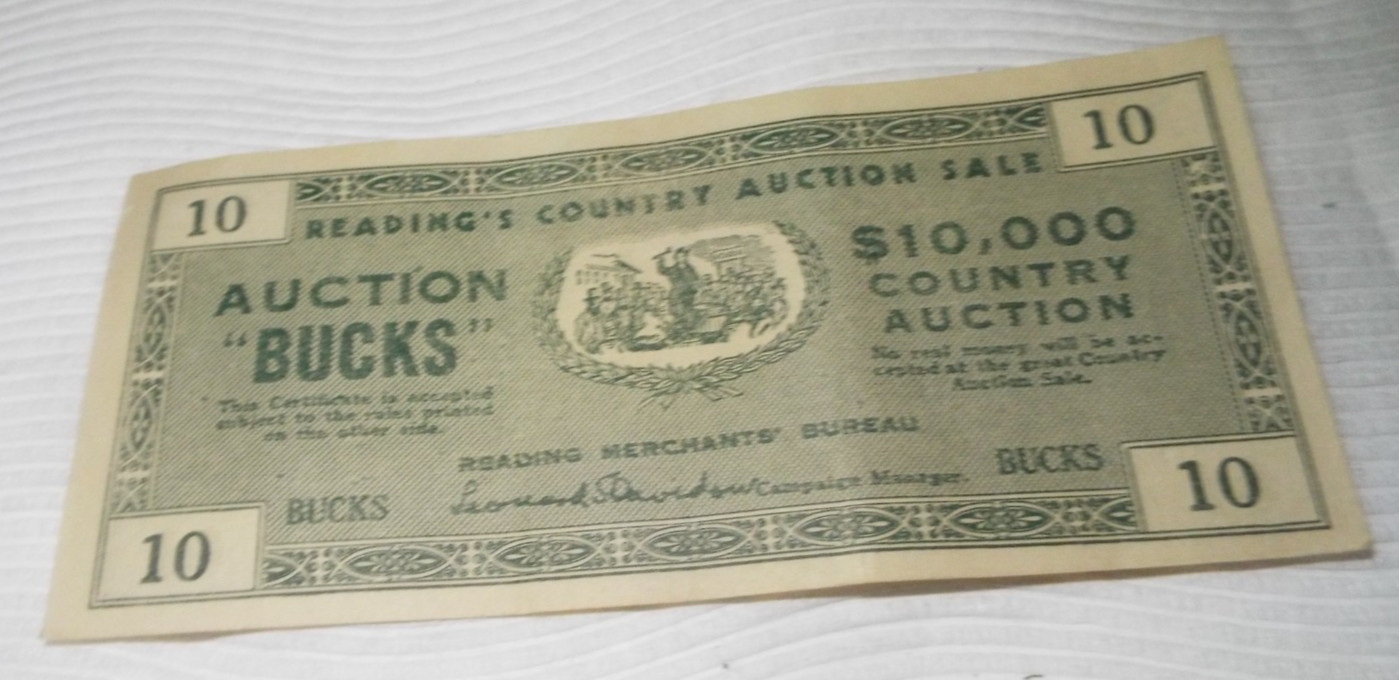 10
10
READING'S COUNTRY AUCTION SALE
AUCTION
"BUCKS"
This Certificate is accepted
subject to the rules printed
on the other side.
$10,000
COUNTRY
AUCTION
No real money will be ac-
cepted at the great Country
Auction Sale.
READING MERCHANTS' BUREAU
BUCKS
Leonard S. Davidow Campaign Manager.
BUCKS
10
10